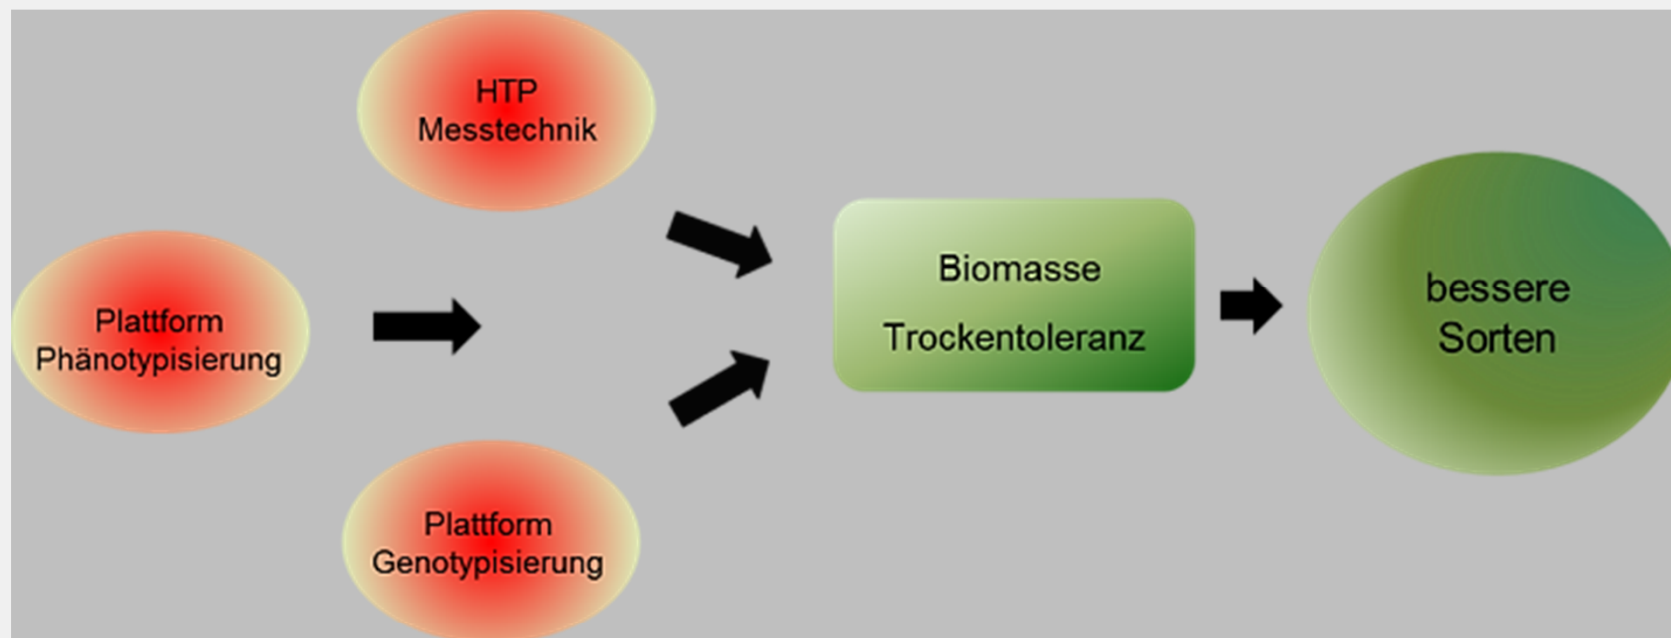 HTP
Messtechnik
Plattform
Phänotypisierung
Plattform
Genotypisierung
Biomasse
Trockentoleranz
bessere
Sorten